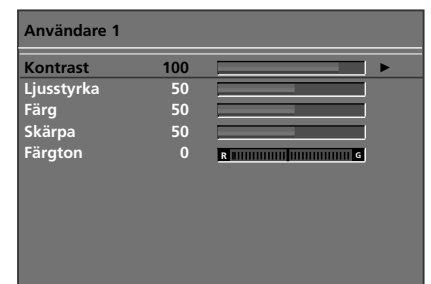 Användare 1
Kontrast 100
Ljusstyrka 50
Färg 50
Skärpa 50
Färgton 0 R G